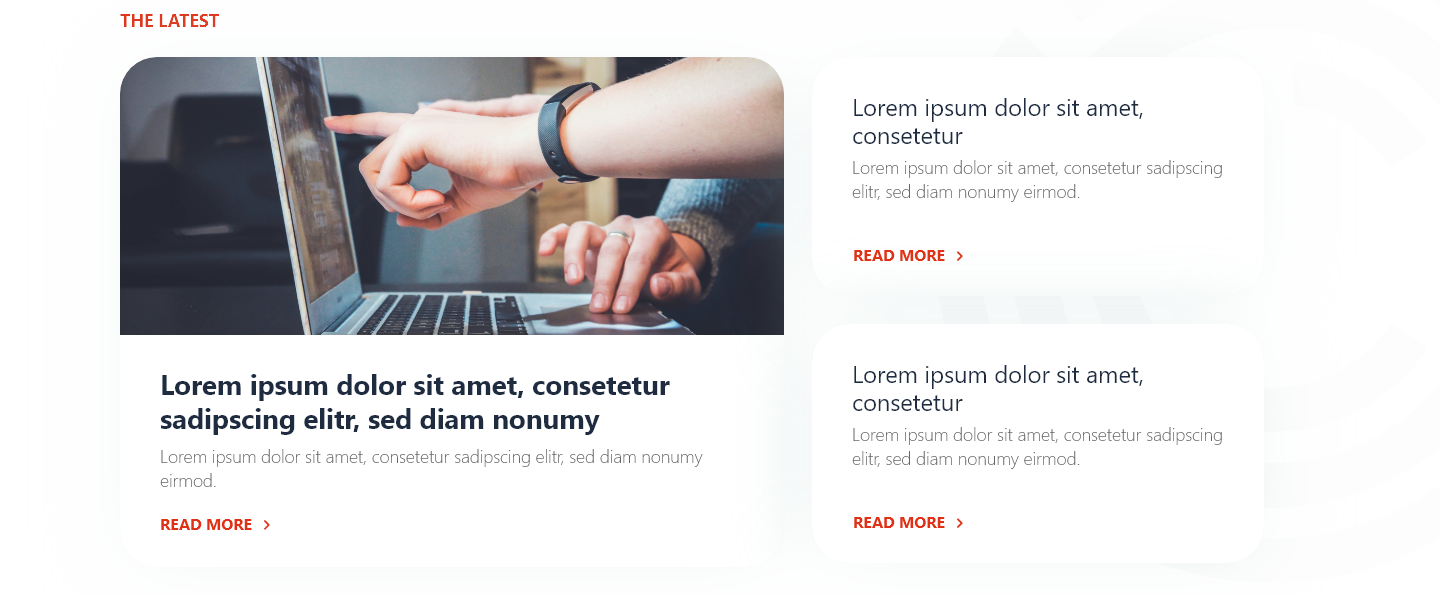 THE LATEST
Lorem ipsum dolor sit amet, consetetur
sadipscing elitr, sed diam nonumy
Lorem ipsum dolor sit amet, consetetur sadipscing elitr, sed diam nonumy
eirmod.
READ MORE
Lorem ipsum dolor sit amet,
consetetur
Lorem ipsum dolor sit amet, consetetur sadipscing
elitr, sed diam nonumy eirmod.
READ MORE
Lorem ipsum dolor sit amet,
consetetur
Lorem ipsum dolor sit amet, consetetur sadipscing
elitr, sed diam nonumy eirmod.
READ MORE